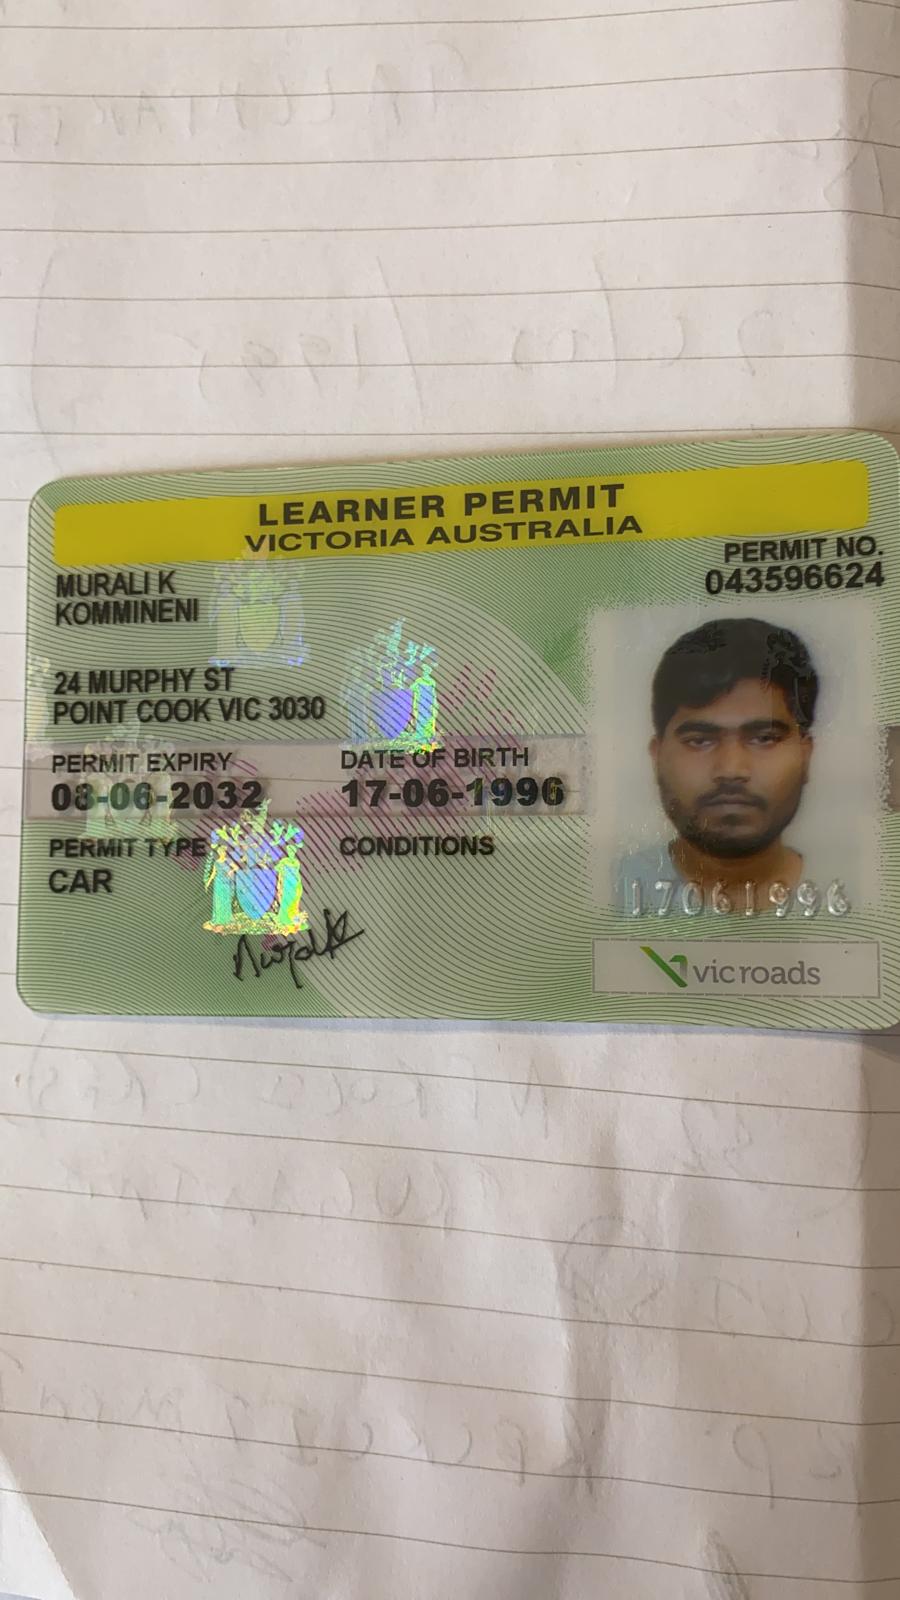 LEARNER PERMIT
VICTORIA AUSTRALIA
PERMIT NO.
043596624
MURALI K
KOMMINENI
24 MURPHY ST
POINT COOK VIC 3030
PERMIT EXPIRY
08-06-2032
DATE OF BIRTH
17-06-1996
PERMIT TYPE
CAR
CONDITIONS
17061996
vicroads